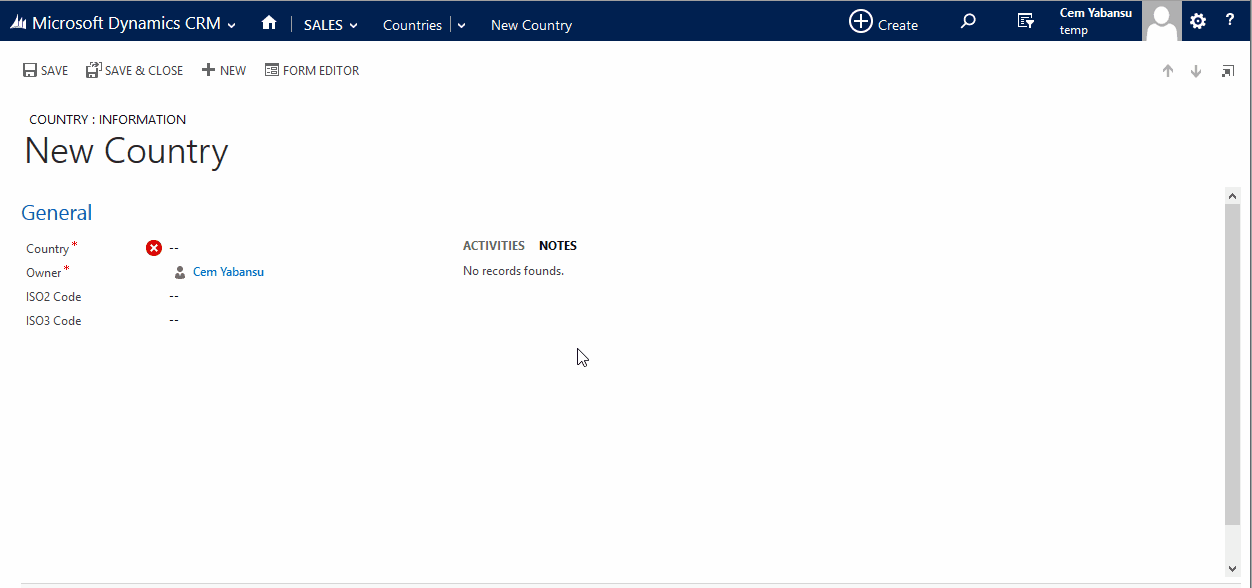 Microsoft Dynamics CRM SALES Countries New Country Create Cem Yabansu ?
temp
SAVE SAVE & CLOSE NEW FORM EDITOR
COUNTRY : INFORMATION
New Country
General
Country* -- ACTIVITIES NOTES
Owner* Cem Yabansu No records founds.
ISO2 Code --
ISO3 Code --